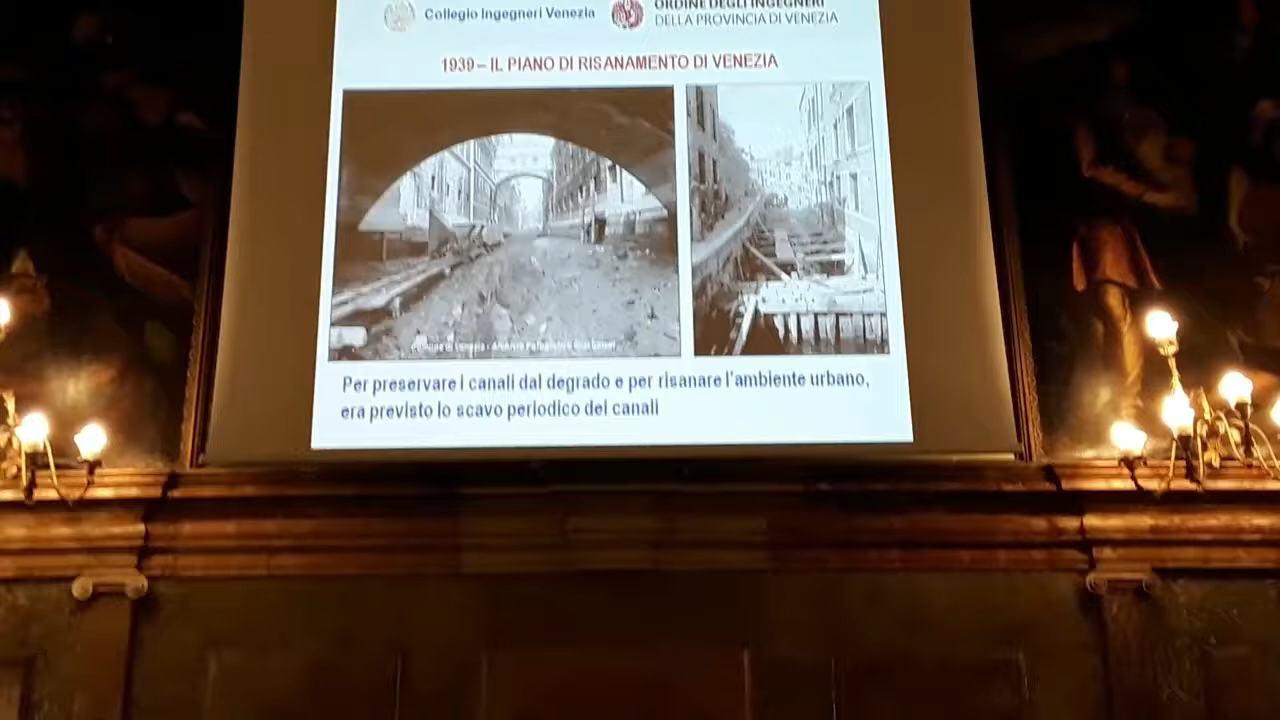 Collegio Ingegneri Venezia
ORDINE DEGLI INGEGNERI
DELLA PROVINCIA DI VENEZIA
1939 – IL PIANO DI RISANAMENTO DI VENEZIA
Per preservare i canali dal degrado e per risanare l'ambiente urbano,
era previsto lo scavo periodico dei canali